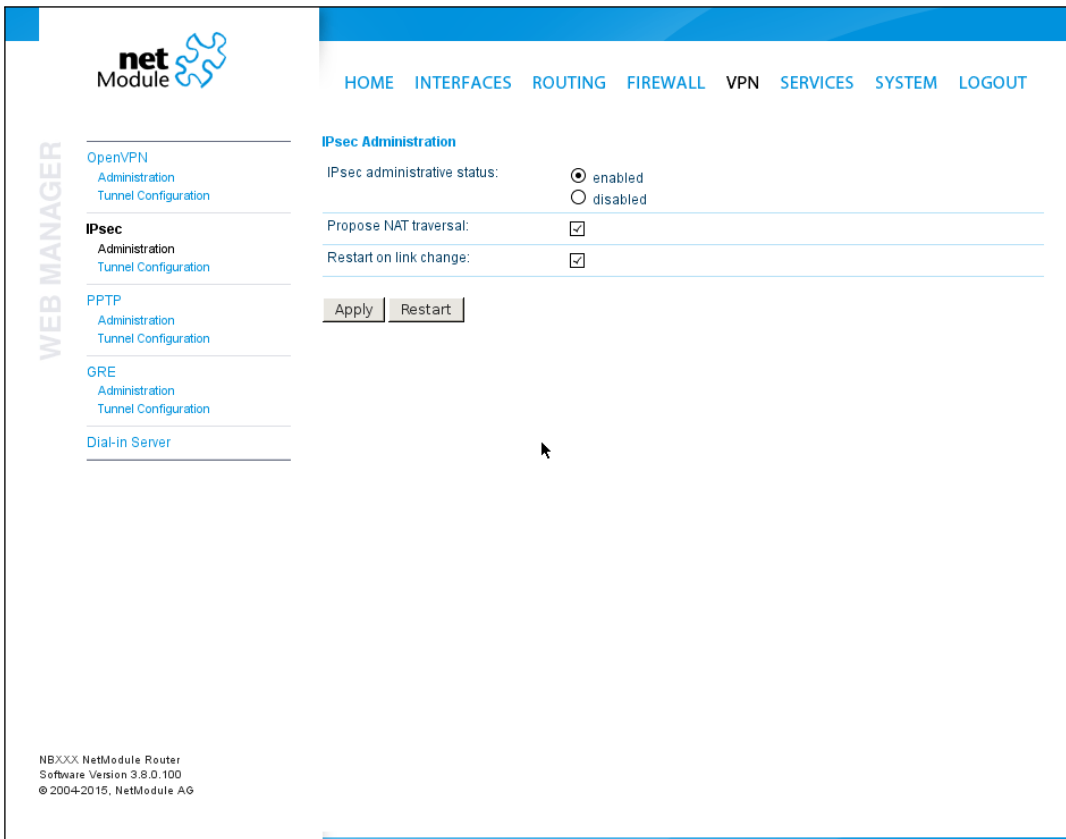 net
Module
HOME INTERFACES ROUTING FIREWALL VPN SERVICES SYSTEM LOGOUT
WEB MANAGER
OpenVPN
Administration
Tunnel Configuration
IPsec
Administration
Tunnel Configuration
PPTP
Administration
Tunnel Configuration
GRE
Administration
Tunnel Configuration
Dial-in Server
IPsec Administration
IPsec administrative status:
enabled
disabled
Propose NAT traversal:
Restart on link change:
Apply Restart
NBXXX NetModule Router
Software Version 3.8.0.100
© 2004-2015, NetModule AG